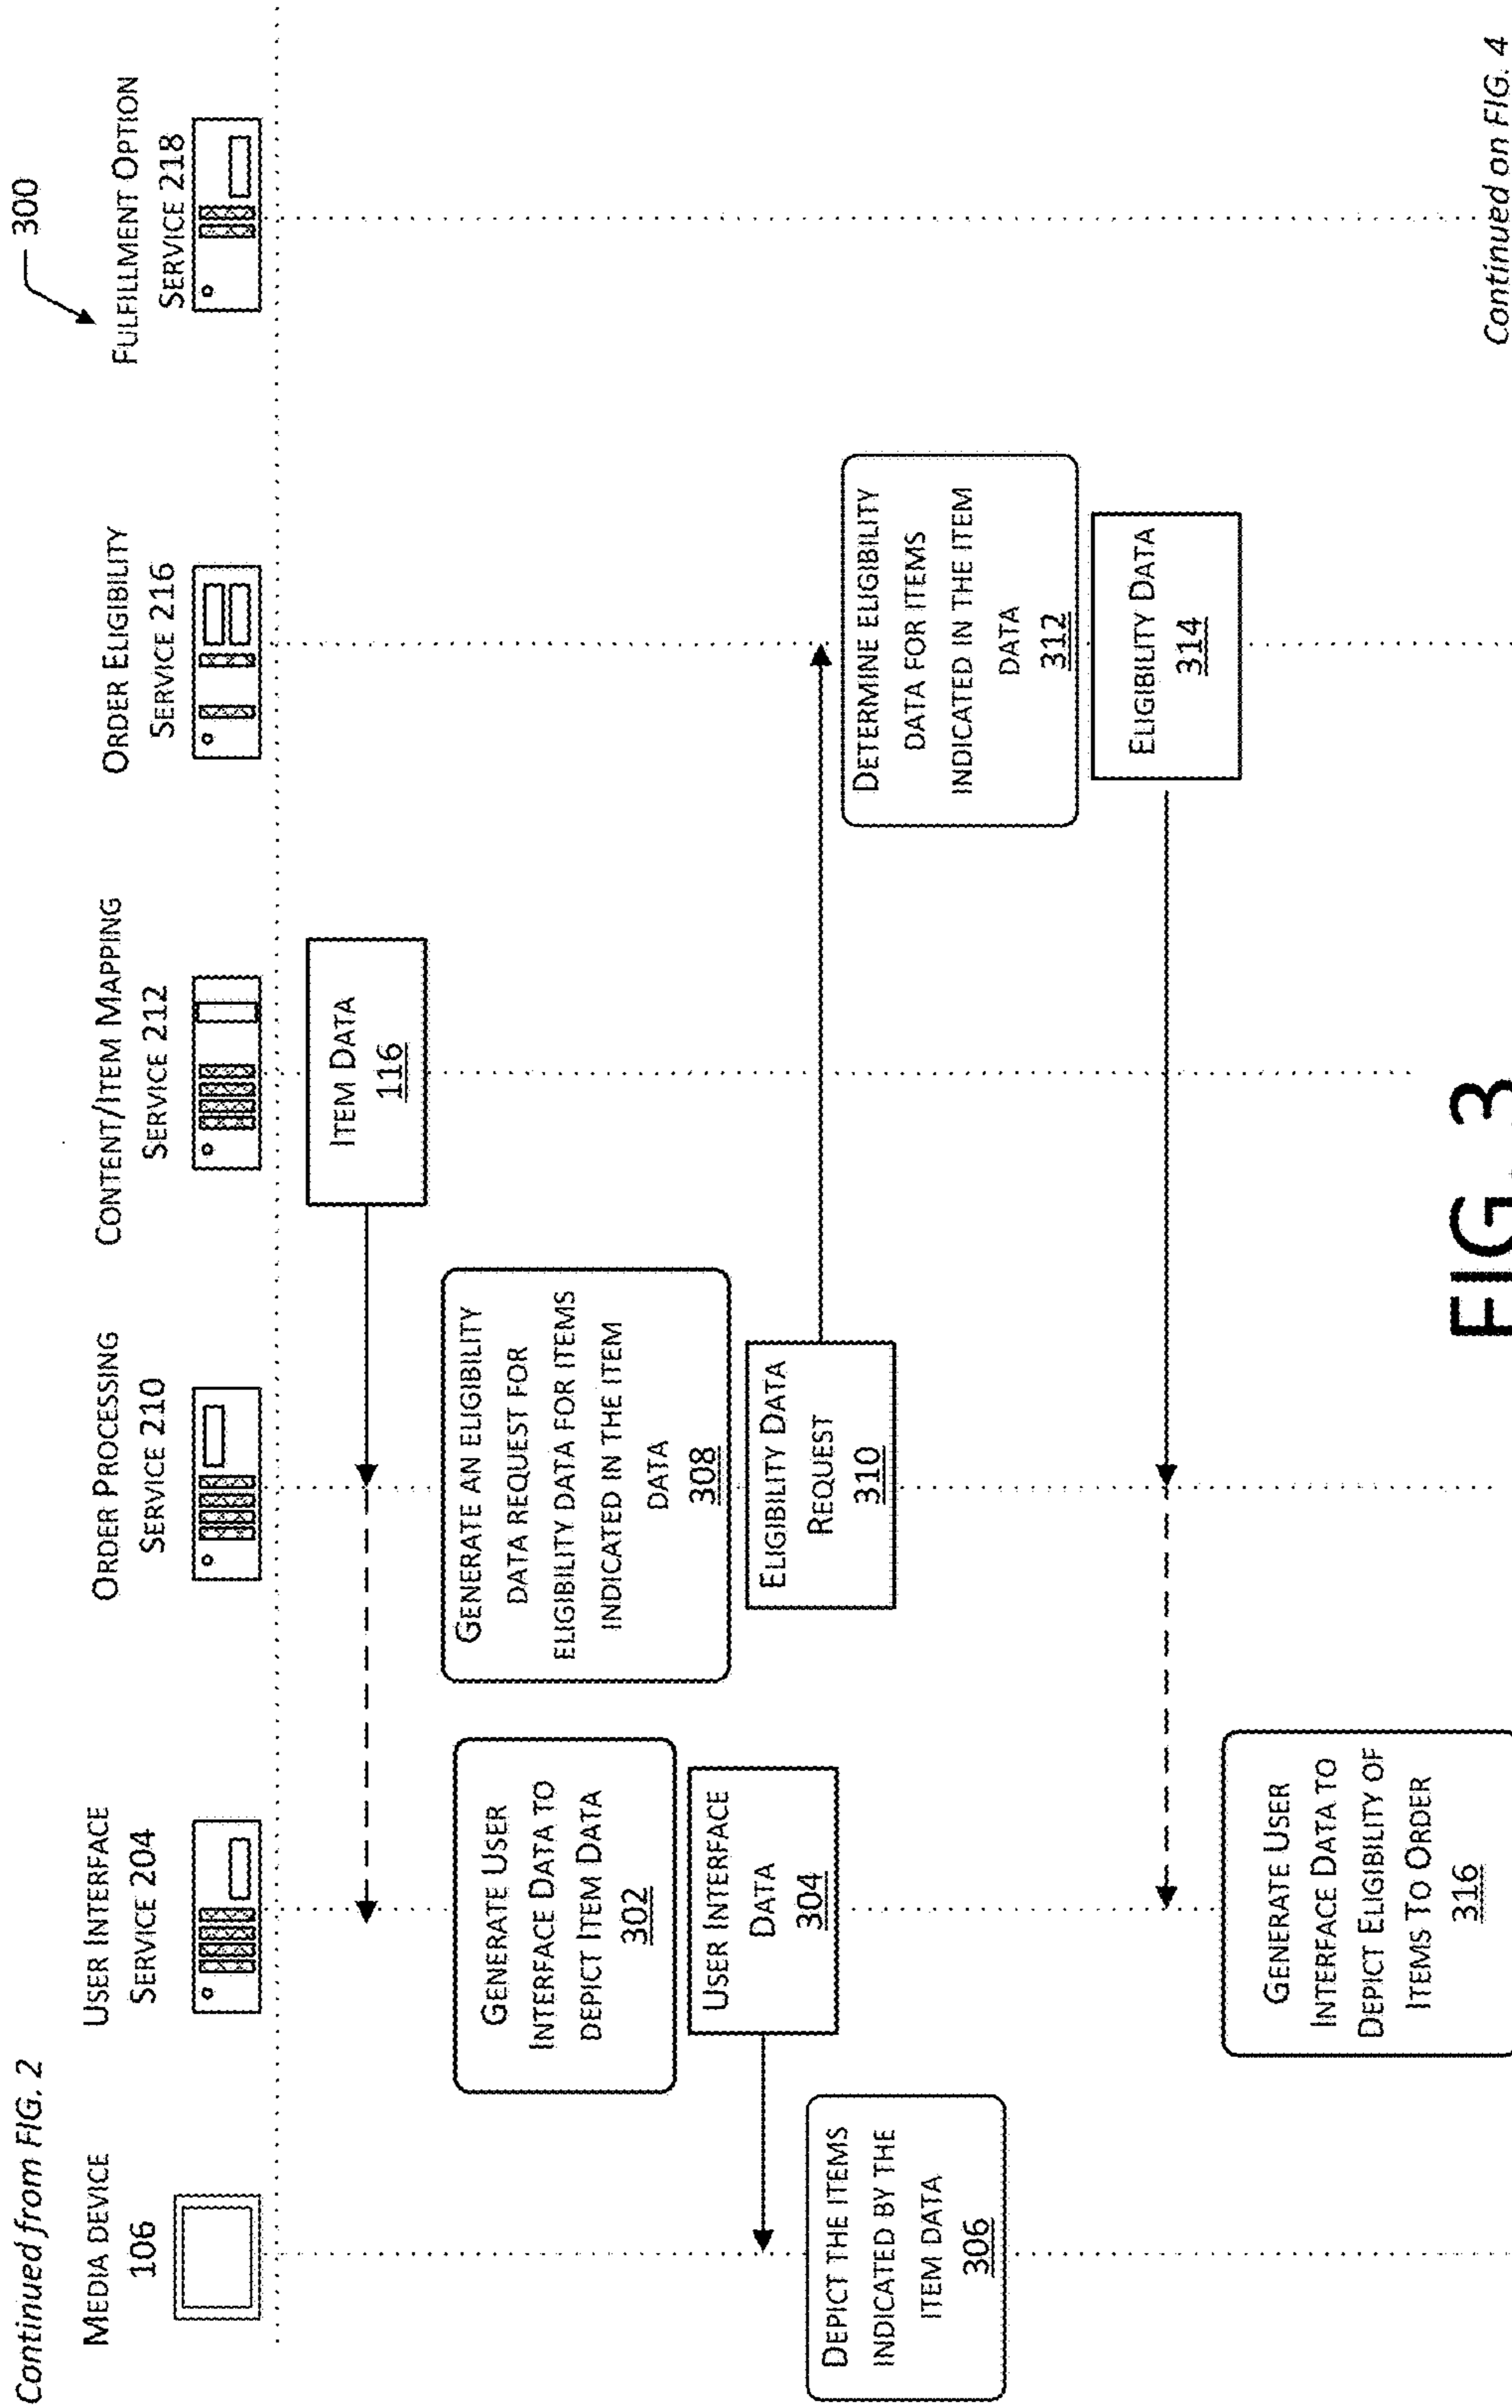 Continued from FIG. 2
300
MEDIA DEVICE
106
USER INTERFACE
SERVICE 204
ORDER PROCESSING
SERVICE 210
CONTENT/ITEM MAPPING
SERVICE 212
ORDER ELIGIBILITY
SERVICE 216
FULFILLMENT OPTION
SERVICE 218
ITEM DATA
116
GENERATE USER
INTERFACE DATA TO
DEPICT ITEM DATA
302
USER INTERFACE
DATA
304
DEPICT THE ITEMS
INDICATED BY THE
ITEM DATA
306
GENERATE AN ELIGIBILITY
DATA REQUEST FOR
ELIGIBILITY DATA FOR ITEMS
INDICATED IN THE ITEM
DATA
308
ELIGIBILITY DATA
REQUEST
310
DETERMINE ELIGIBILITY
DATA FOR ITEMS
INDICATED IN THE ITEM
DATA
312
ELIGIBILITY DATA
314
GENERATE USER
INTERFACE DATA TO
DEPICT ELIGIBILITY OF
ITEMS TO ORDER
316
FIG. 3
Continued on FIG. 4